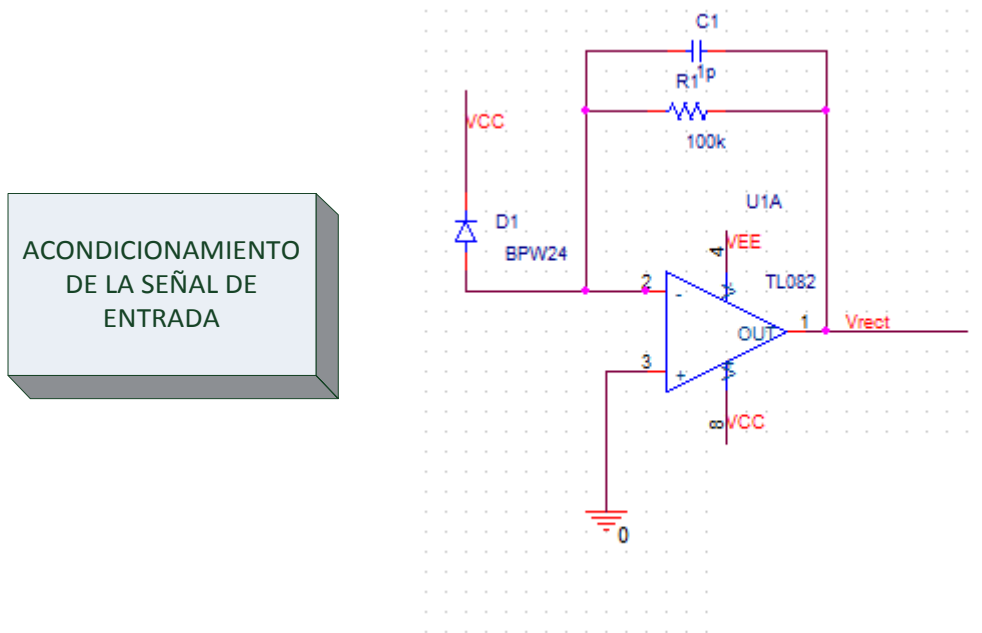 ACONDICIONAMIENTO
DE LA SEÑAL DE
ENTRADA
C1
1p
R1
100k
VCC
D1
BPW24
U1A
4
VEE
TL082
2
-
OUT
1
Vrect
3
+
8
VCC
0